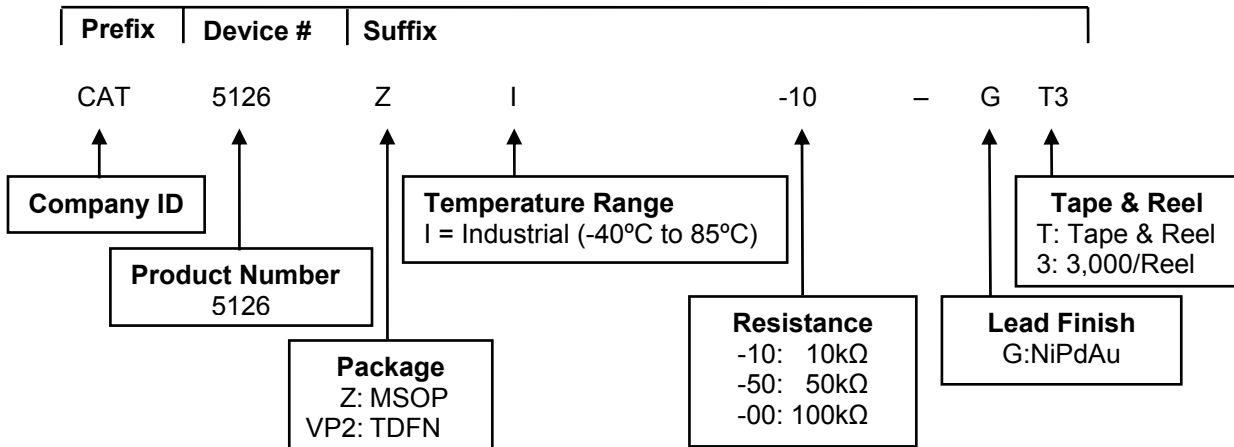 Prefix Device # Suffix
CAT 5126 Z I -10 – G T3
Company ID
Product Number
5126
Package
Z: MSOP
VP2: TDFN
Temperature Range
I = Industrial (-40ºC to 85ºC)
Resistance
-10: 10kΩ
-50: 50kΩ
-00: 100kΩ
Lead Finish
G:NiPdAu
Tape & Reel
T: Tape & Reel
3: 3,000/Reel